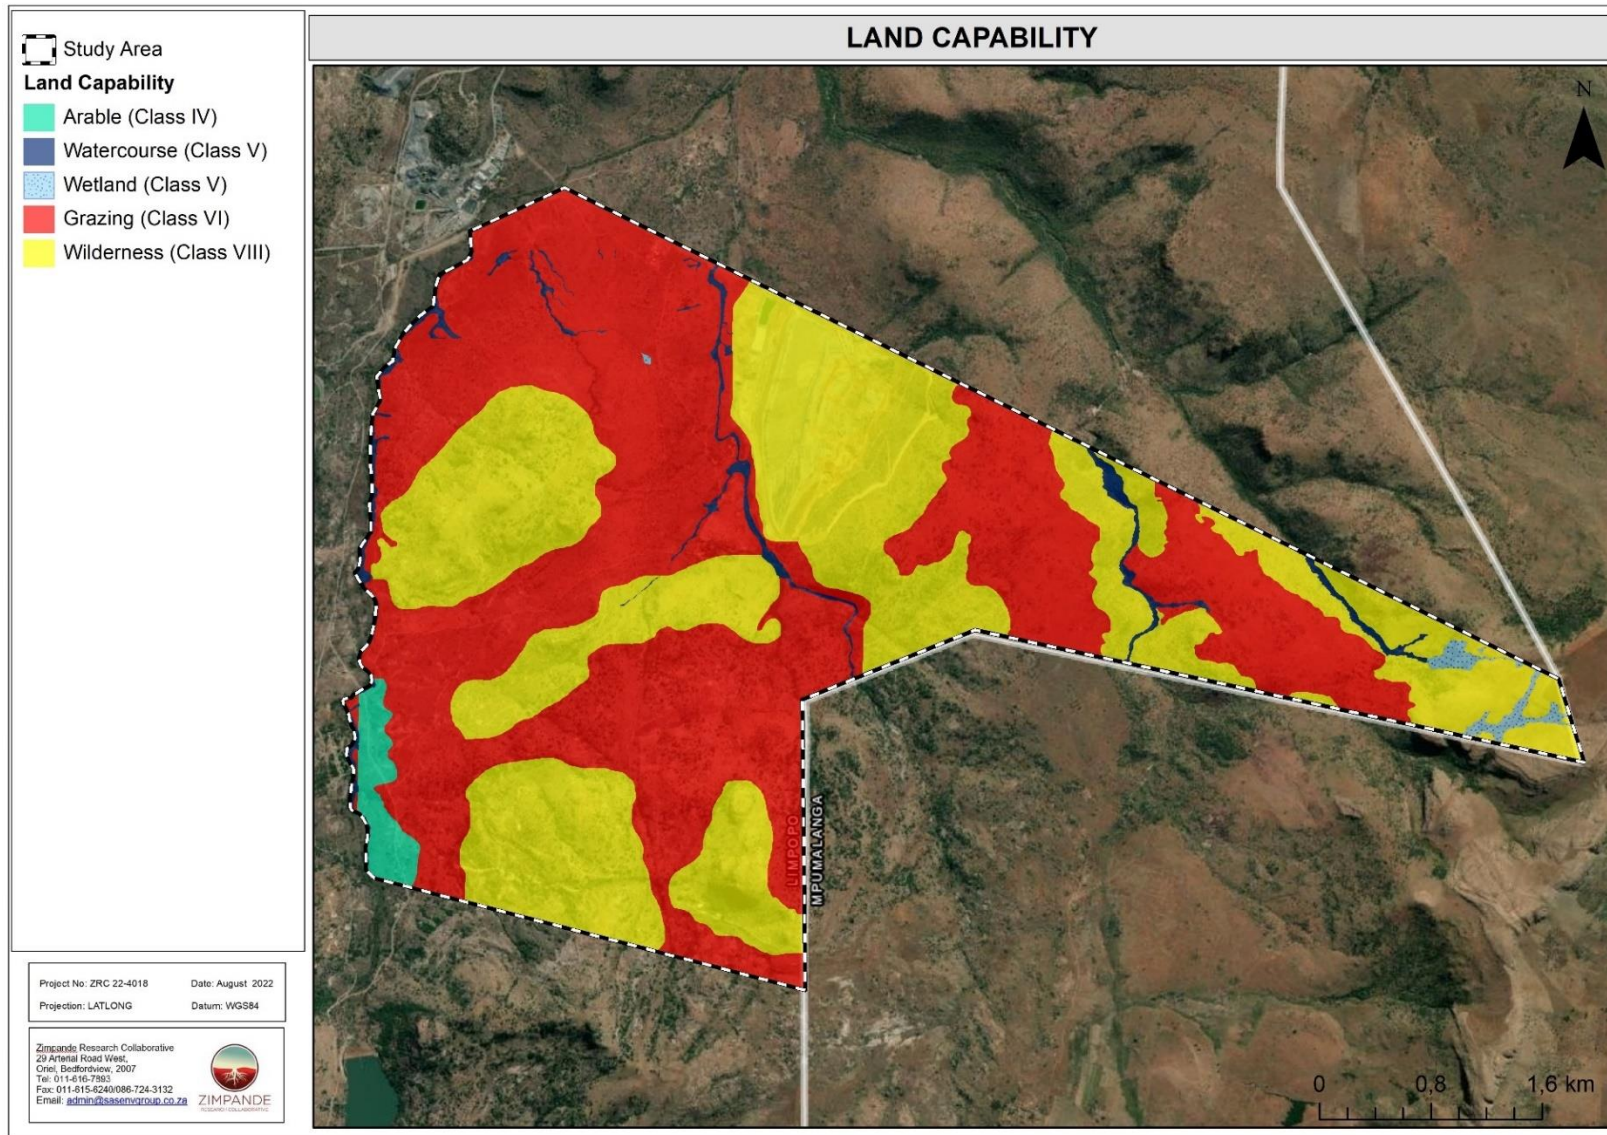 LAND CAPABILITY
Study Area
Land Capability
Arable (Class IV)
Watercourse (Class V)
Wetland (Class V)
Grazing (Class VI)
Wilderness (Class VIII)
N
LIMPOPO
MPUMALANGA
0 0,8 1,6 km
Project No: ZRC 22-4018 Date: August 2022
Projection: LATLONG Datum: WGS84
Zimpande Research Collaborative
29 Arterial Road West,
Oriel, Bedfordview, 2007
Tel: 011-616-7893
Fax: 011-615-6240/086-724-3132
Email: admin@sasenvgroup.co.za
ZIMPANDE
RESEARCH COLLABORATIVE